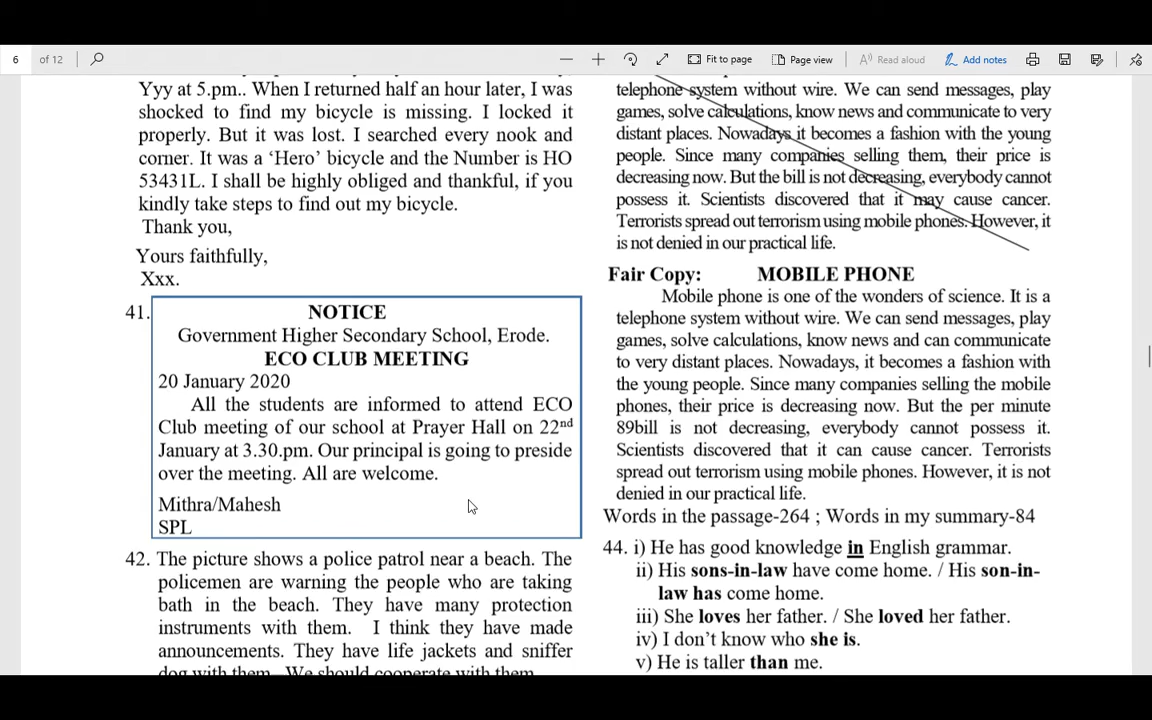 6 of 12 Fit to page Page view Read aloud Add notes
Yyy at 5.pm.. When I returned half an hour later, I was
shocked to find my bicycle is missing. I locked it
properly. But it was lost. I searched every nook and
corner. It was a ‘Hero’ bicycle and the Number is HO
53431L. I shall be highly obliged and thankful, if you
kindly take steps to find out my bicycle.
Thank you,
Yours faithfully,
Xxx.
41.
NOTICE
Government Higher Secondary School, Erode.
ECO CLUB MEETING
20 January 2020
All the students are informed to attend ECO
Club meeting of our school at Prayer Hall on 22nd
January at 3.30.pm. Our principal is going to preside
over the meeting. All are welcome.
Mithra/Mahesh
SPL
42. The picture shows a police patrol near a beach. The
policemen are warning the people who are taking
bath in the beach. They have many protection
instruments with them. I think they have made
announcements. They have life jackets and sniffer
dog with them. We should cooperate with them.
telephone system without wire. We can send messages, play
games, solve calculations, know news and communicate to very
distant places. Nowadays it becomes a fashion with the young
people. Since many companies selling them, their price is
decreasing now. But the bill is not decreasing, everybody cannot
possess it. Scientists discovered that it may cause cancer.
Terrorists spread out terrorism using mobile phones. However, it
is not denied in our practical life.
Fair Copy: MOBILE PHONE
Mobile phone is one of the wonders of science. It is a
telephone system without wire. We can send messages, play
games, solve calculations, know news and can communicate
to very distant places. Nowadays, it becomes a fashion with
the young people. Since many companies selling the mobile
phones, their price is decreasing now. But the per minute
89bill is not decreasing, everybody cannot possess it.
Scientists discovered that it can cause cancer. Terrorists
spread out terrorism using mobile phones. However, it is not
denied in our practical life.
Words in the passage-264 ; Words in my summary-84
44. i) He has good knowledge in English grammar.
ii) His sons-in-law have come home. / His son-in-
law has come home.
iii) She loves her father. / She loved her father.
iv) I don’t know who she is.
v) He is taller than me.